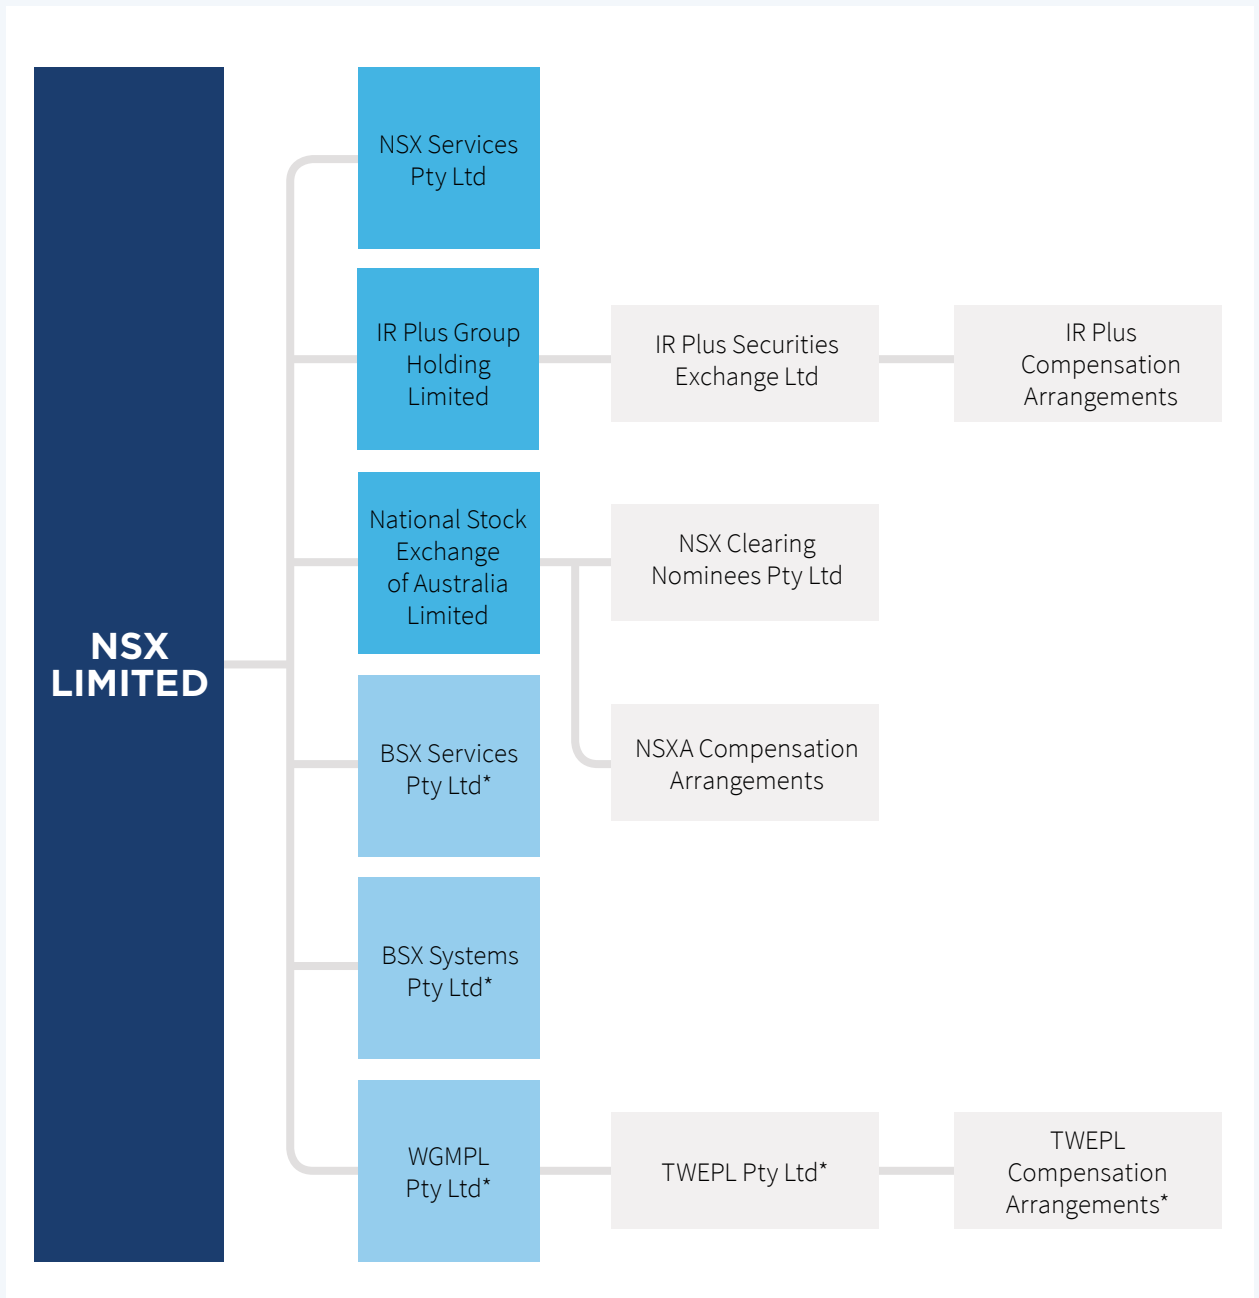 NSX
LIMITED
NSX Services
Pty Ltd
IR Plus Group
Holding
Limited
IR Plus Securities
Exchange Ltd
IR Plus
Compensation
Arrangements
National Stock
Exchange
of Australia
Limited
NSX Clearing
Nominees Pty Ltd
NSXA Compensation
Arrangements
BSX Services
Pty Ltd*
BSX Systems
Pty Ltd*
WGMPL
Pty Ltd*
TWEPL Pty Ltd*
TWEPL
Compensation
Arrangements*